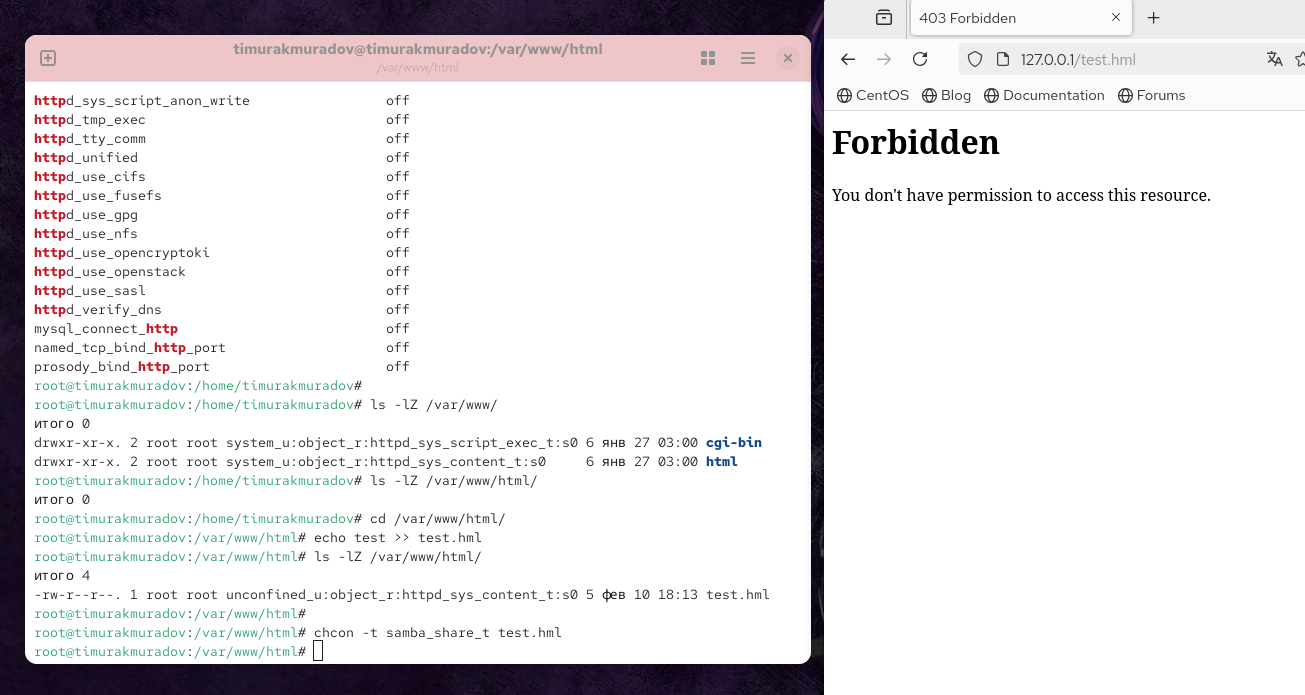 timurakmuradov@timurakmuradov:/var/www/html
/var/www/html
httpd_sys_script_anon_write off
httpd_tmp_exec off
httpd_tty_comm off
httpd_unified off
httpd_use_cifs off
httpd_use_fusefs off
httpd_use_gpg off
httpd_use_nfs off
httpd_use_opencryptoki off
httpd_use_openstack off
httpd_use_sasl off
httpd_verify_dns off
mysql_connect_http off
named_tcp_bind_http_port off
prosody_bind_http_port off
root@timurakmuradov:/home/timurakmuradov#
root@timurakmuradov:/home/timurakmuradov# ls -lZ /var/www/
итого 0
drwxr-xr-x. 2 root root system_u:object_r:httpd_sys_script_exec_t:s0 6 янв 27 03:00 cgi-bin
drwxr-xr-x. 2 root root system_u:object_r:httpd_sys_content_t:s0 6 янв 27 03:00 html
root@timurakmuradov:/home/timurakmuradov# ls -lZ /var/www/html/
итого 0
root@timurakmuradov:/home/timurakmuradov# cd /var/www/html/
root@timurakmuradov:/var/www/html# echo test >> test.hml
root@timurakmuradov:/var/www/html# ls -lZ /var/www/html/
итого 4
-rw-r--r--. 1 root root unconfined_u:object_r:httpd_sys_content_t:s0 5 фев 10 18:13 test.hml
root@timurakmuradov:/var/www/html#
root@timurakmuradov:/var/www/html# chcon -t samba_share_t test.hml
root@timurakmuradov:/var/www/html#
403 Forbidden
127.0.0.1/test.hml
CentOS Blog Documentation Forums
Forbidden
You don't have permission to access this resource.